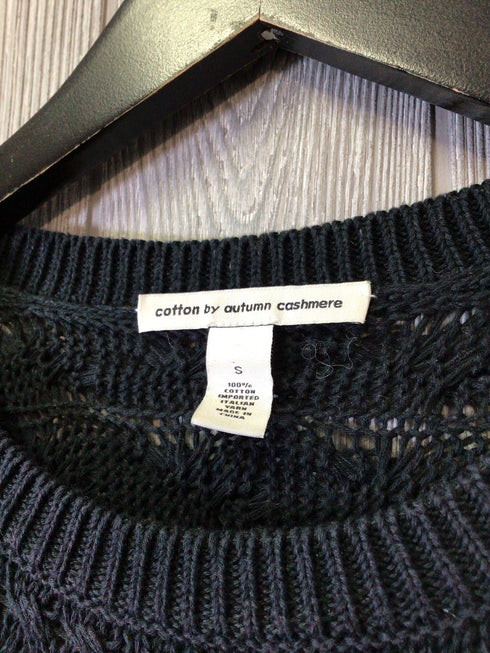 cotton by autumn cashmere
S
100%
COTTON
IMPORTED
ITALIAN
YARN
MADE IN
CHINA